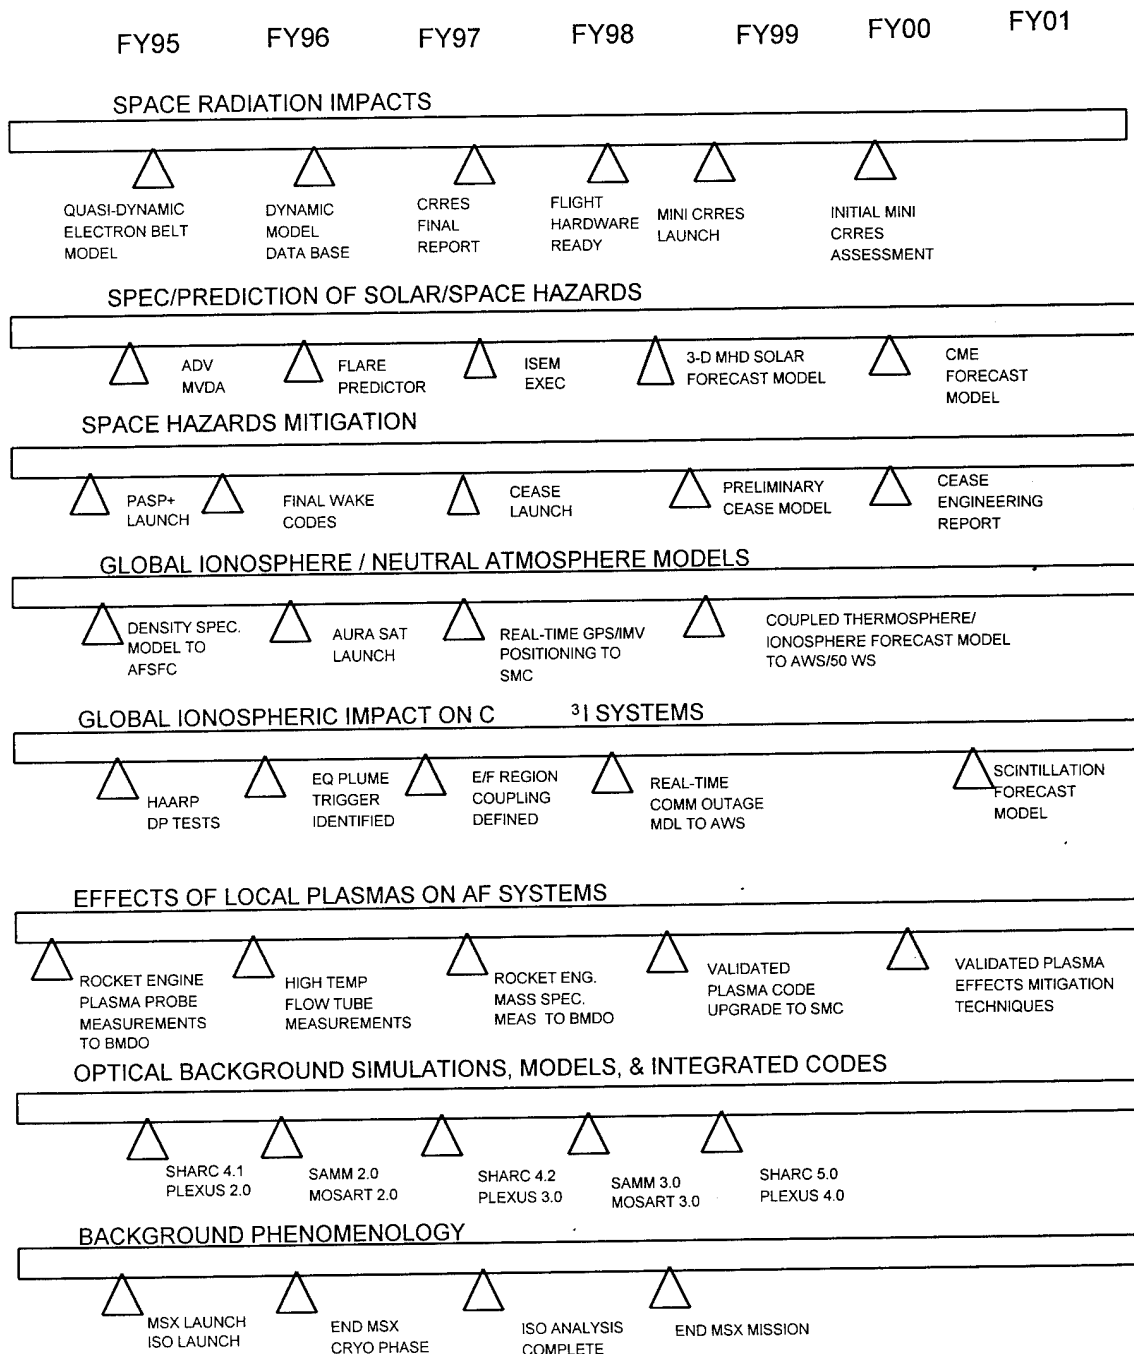 FY95 FY96 FY97 FY98 FY99 FY00 FY01
SPACE RADIATION IMPACTS
QUASI-DYNAMIC
ELECTRON BELT
MODEL
DYNAMIC
MODEL
DATA BASE
CRRES
FINAL
REPORT
FLIGHT
HARDWARE
READY
MINI CRRES
LAUNCH
INITIAL MINI
CRRES
ASSESSMENT
SPEC/PREDICTION OF SOLAR/SPACE HAZARDS
ADV
MVDA
FLARE
PREDICTOR
ISEM
EXEC
3-D MHD SOLAR
FORECAST MODEL
CME
FORECAST
MODEL
SPACE HAZARDS MITIGATION
PASP+
LAUNCH
FINAL WAKE
CODES
CEASE
LAUNCH
PRELIMINARY
CEASE MODEL
CEASE
ENGINEERING
REPORT
GLOBAL IONOSPHERE / NEUTRAL ATMOSPHERE MODELS
DENSITY SPEC.
MODEL TO
AFSFC
AURA SAT
LAUNCH
REAL-TIME GPS/IMV
POSITIONING TO
SMC
COUPLED THERMOSPHERE/
IONOSPHERE FORECAST MODEL
TO AWS/50 WS
GLOBAL IONOSPHERIC IMPACT ON C ³I SYSTEMS
HAARP
DP TESTS
EQ PLUME
TRIGGER
IDENTIFIED
E/F REGION
COUPLING
DEFINED
REAL-TIME
COMM OUTAGE
MDL TO AWS
SCINTILLATION
FORECAST
MODEL
EFFECTS OF LOCAL PLASMAS ON AF SYSTEMS
ROCKET ENGINE
PLASMA PROBE
MEASUREMENTS
TO BMDO
HIGH TEMP
FLOW TUBE
MEASUREMENTS
ROCKET ENG.
MASS SPEC.
MEAS TO BMDO
VALIDATED
PLASMA CODE
UPGRADE TO SMC
VALIDATED PLASMA
EFFECTS MITIGATION
TECHNIQUES
OPTICAL BACKGROUND SIMULATIONS, MODELS, & INTEGRATED CODES
SHARC 4.1
PLEXUS 2.0
SAMM 2.0
MOSART 2.0
SHARC 4.2
PLEXUS 3.0
SAMM 3.0
MOSART 3.0
SHARC 5.0
PLEXUS 4.0
BACKGROUND PHENOMENOLOGY
MSX LAUNCH
ISO LAUNCH
END MSX
CRYO PHASE
ISO ANALYSIS
COMPLETE
END MSX MISSION